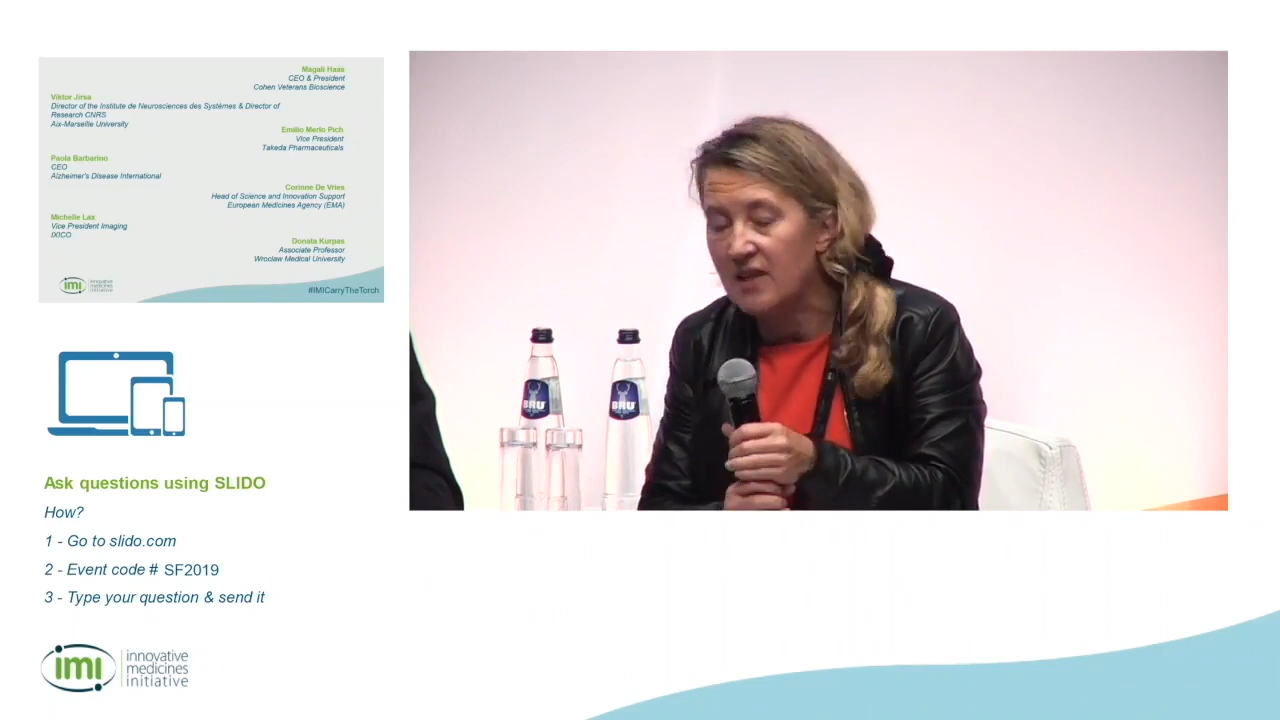 Magali Haas
CEO & President
Cohen Veterans Bioscience
Viktor Jirsa
Director of the Institute de Neurosciences des Systèmes & Director of
Research CNRS
Aix-Marseille University
Emilio Merlo Pich
Vice President
Takeda Pharmaceuticals
Paola Barbarino
CEO
Alzheimer's Disease International
Corinne De Vries
Head of Science and Innovation Support
European Medicines Agency (EMA)
Michelle Lax
Vice President Imaging
IXICO
Donata Kurpas
Associate Professor
Wroclaw Medical University
imi
innovative
medicines
initiative
#IMICarryTheTorch
BRU
BRU
Ask questions using SLIDO
How?
1 - Go to slido.com
2 - Event code # SF2019
3 - Type your question & send it
imi
innovative
medicines
initiative